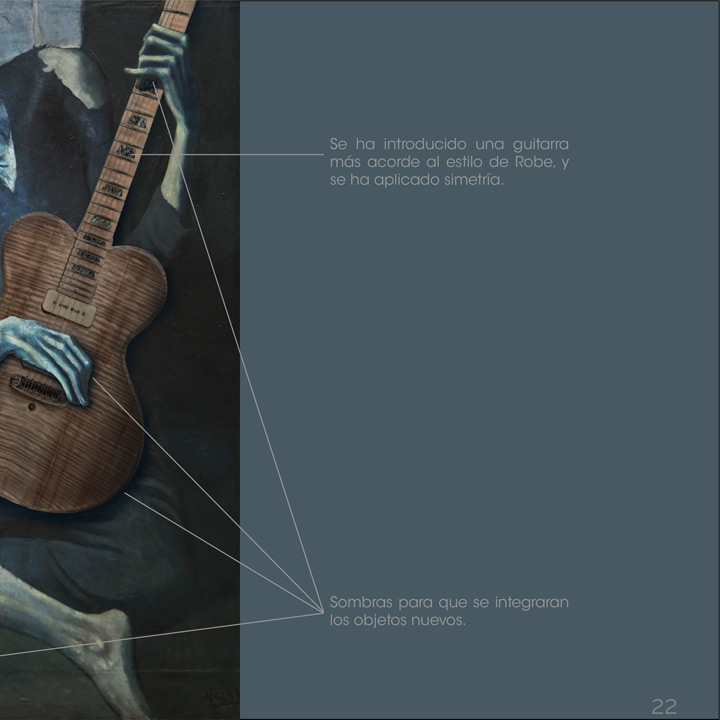 Se ha introducido una guitarra
más acorde al estilo de Robe, y
se ha aplicado simetría.
Sombras para que se integraran
los objetos nuevos.
22